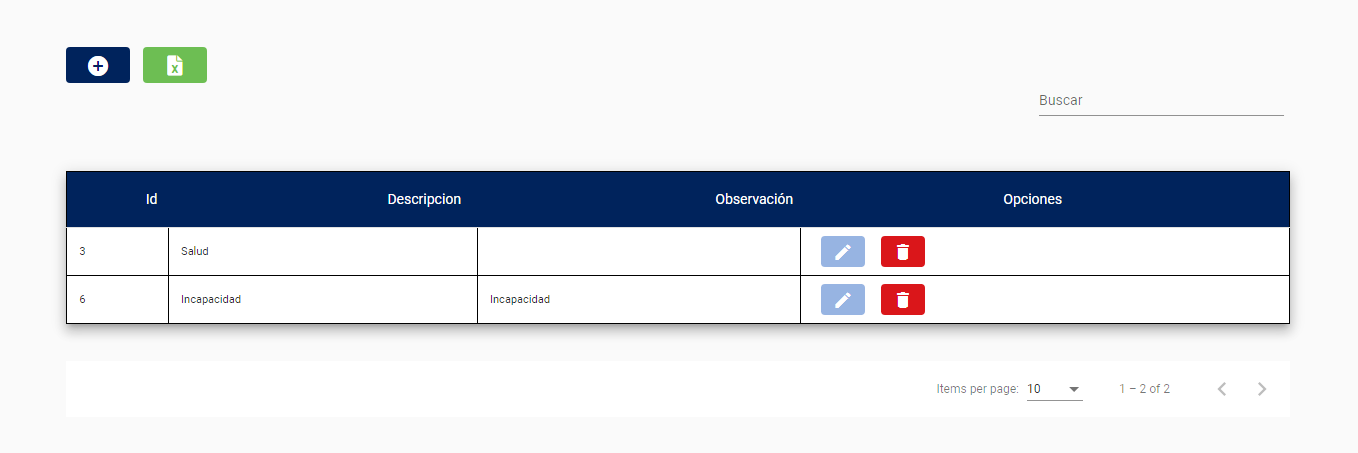 Buscar
Id Descripcion Observación Opciones
3 Salud
6 Incapacidad Incapacidad
Items per page: 10 1 – 2 of 2